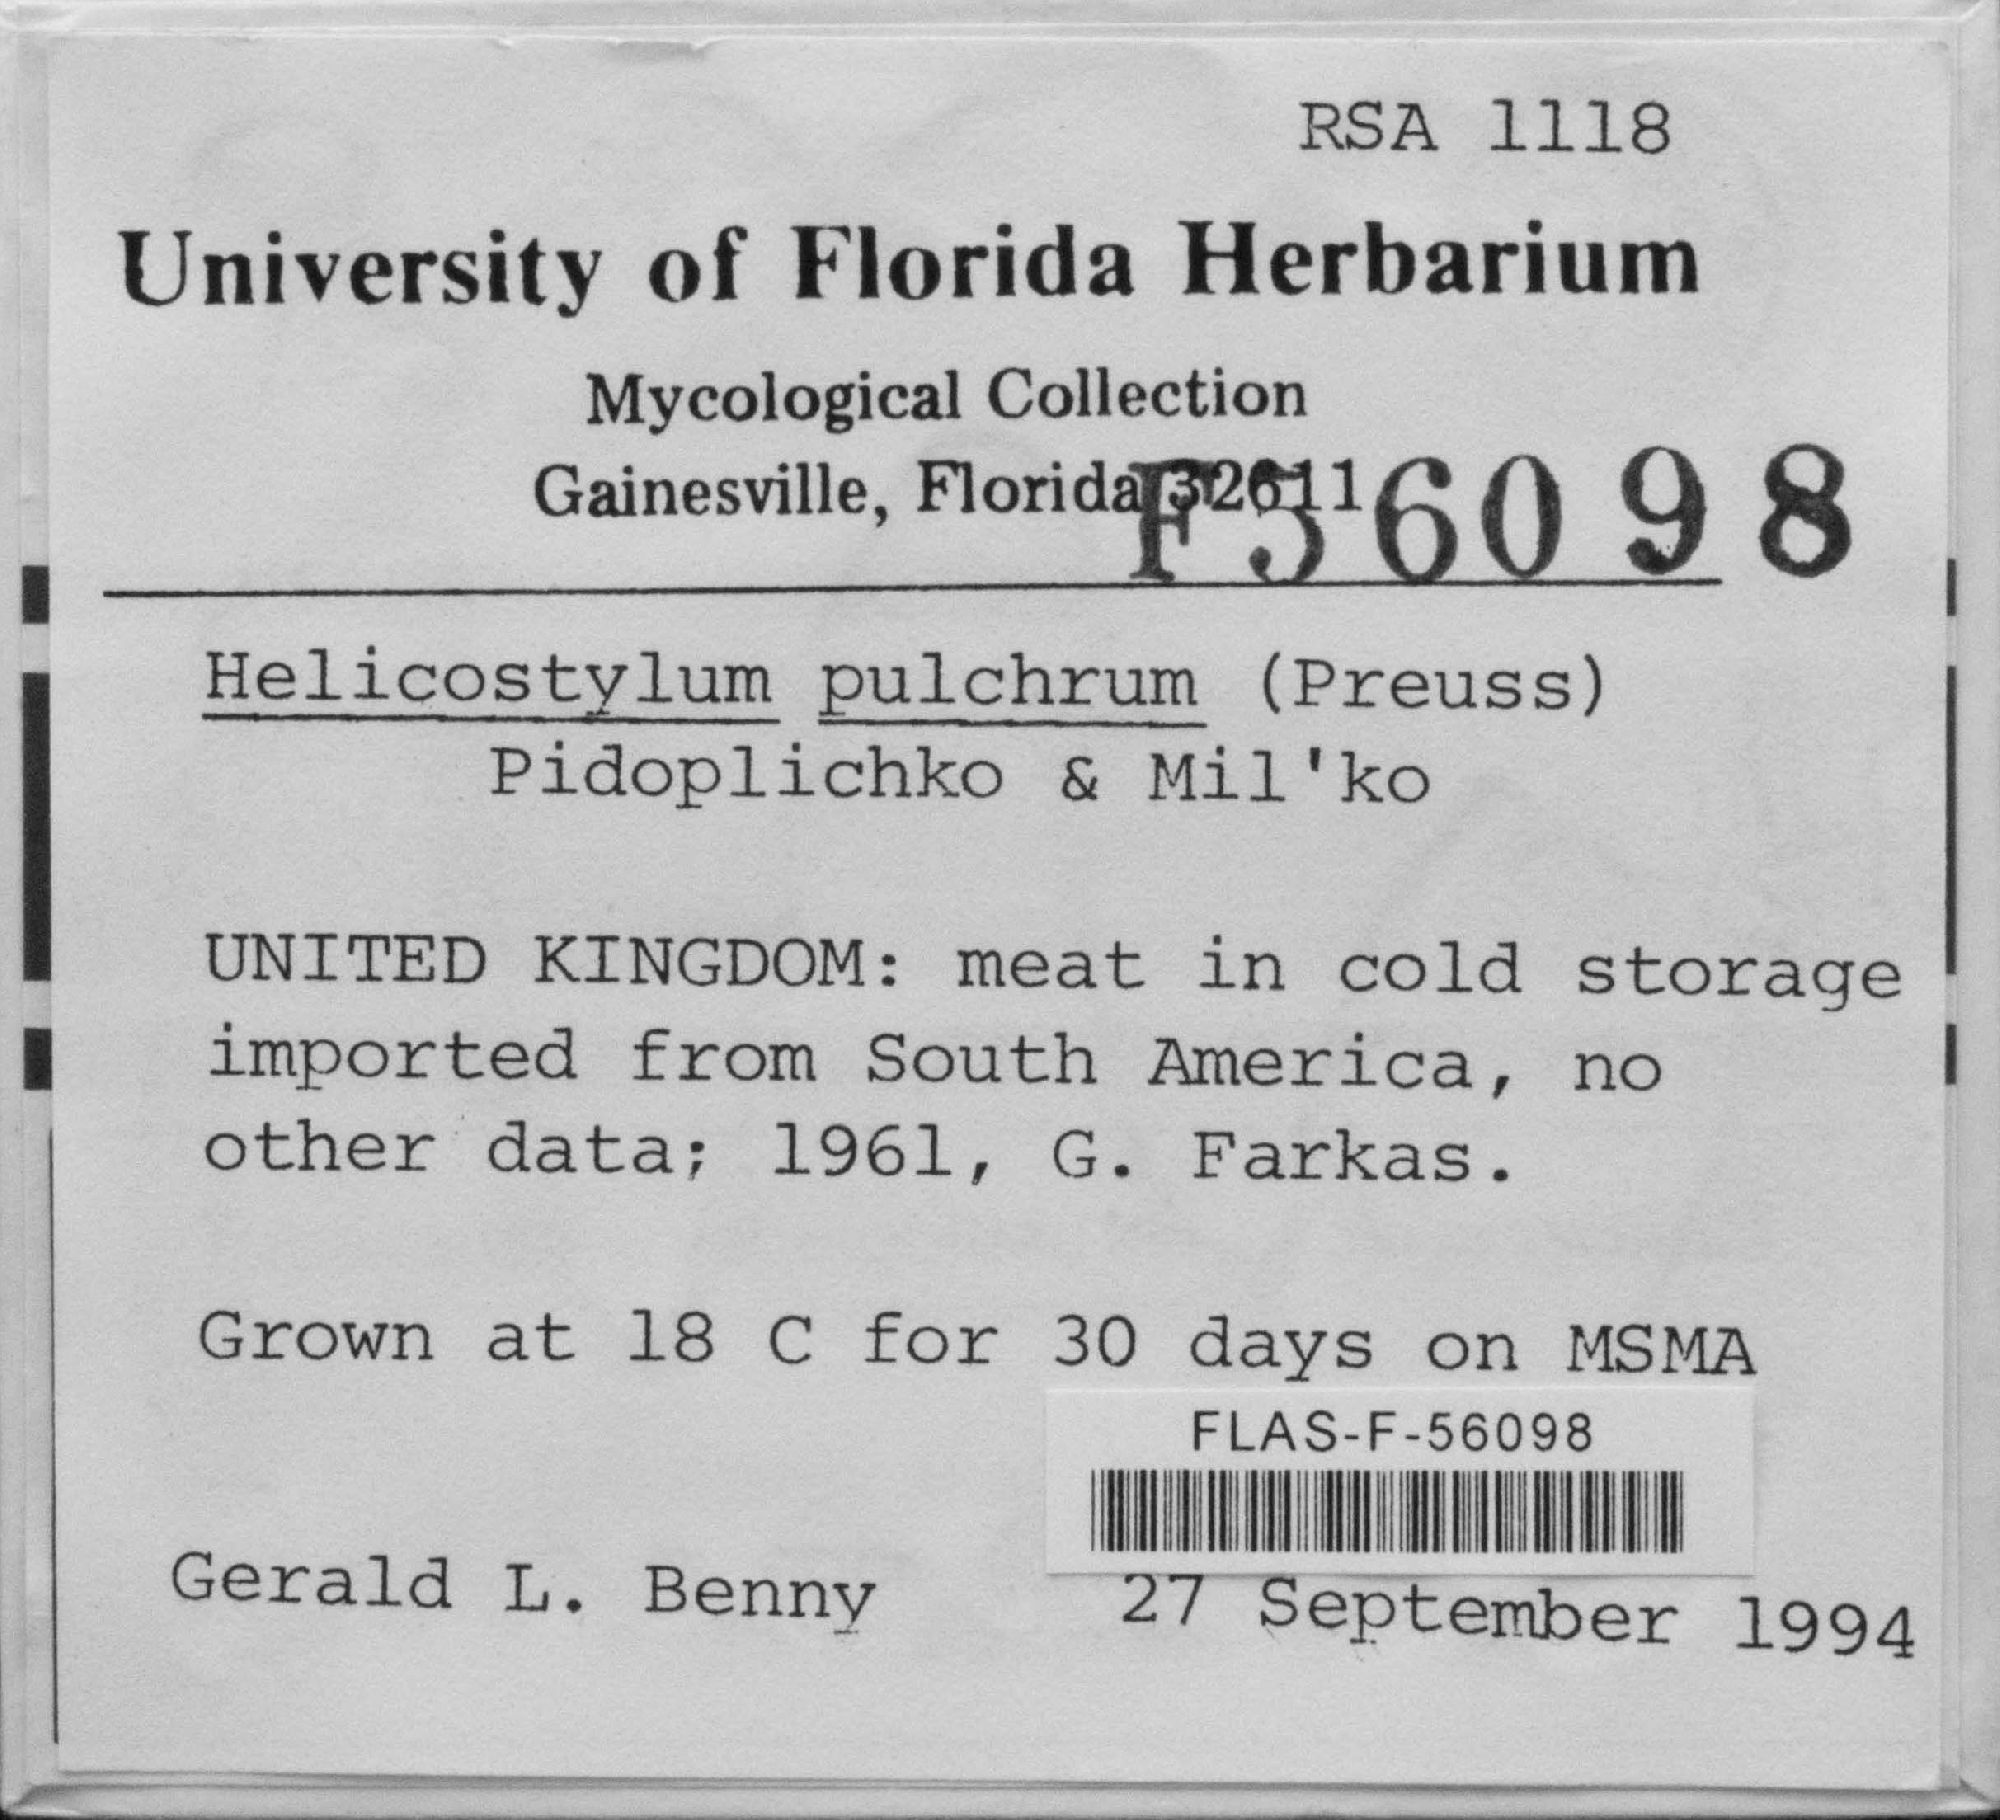 RSA 1118
University of Florida Herbarium
Mycological Collection
Gainesville, Florida 32611
F56098
Helicostylum pulchrum (Preuss)
Pidoplichko & Mil'ko
UNITED KINGDOM: meat in cold storage
imported from South America, no
other data; 1961, G. Farkas.
Grown at 18 C for 30 days on MSMA
FLAS-F-56098
Gerald L. Benny 27 September 1994